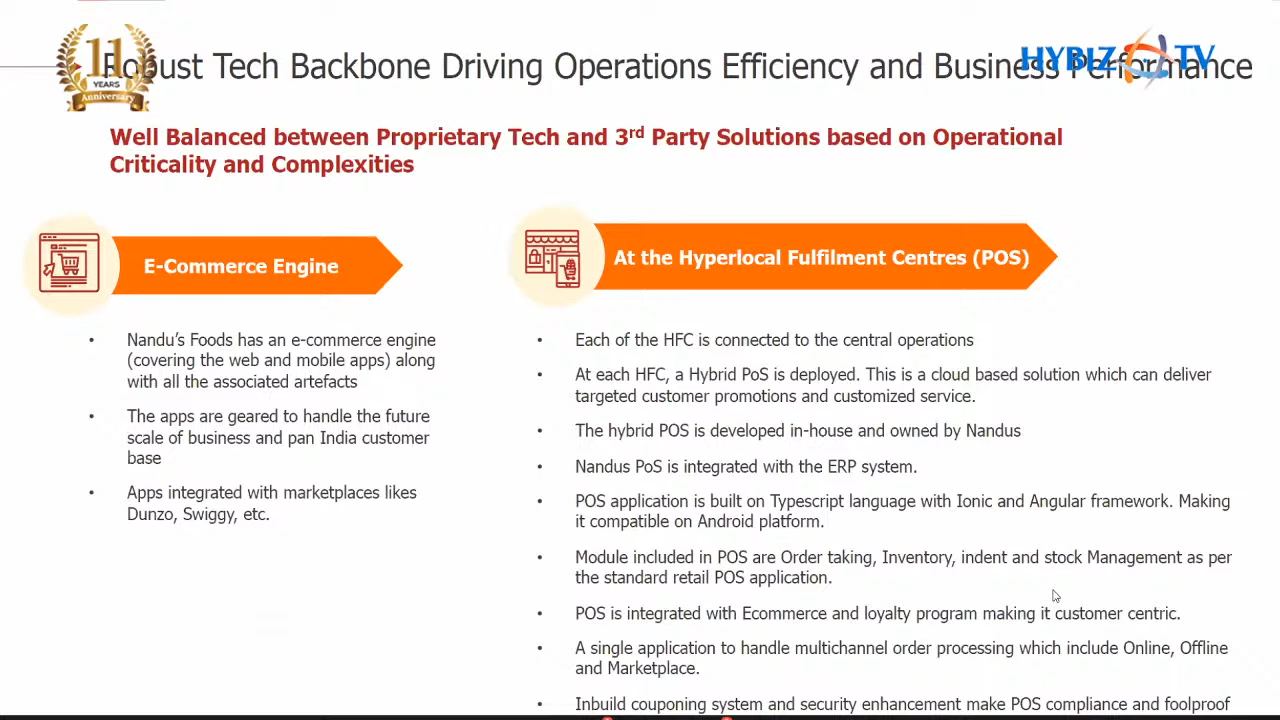 11
YEARS
Anniversary
Robust Tech Backbone Driving Operations Efficiency and Business Performance
HYBIZ TV
Well Balanced between Proprietary Tech and 3rd Party Solutions based on Operational
Criticality and Complexities
E-Commerce Engine
• Nandu’s Foods has an e-commerce engine
(covering the web and mobile apps) along
with all the associated artefacts
• The apps are geared to handle the future
scale of business and pan India customer
base
• Apps integrated with marketplaces likes
Dunzo, Swiggy, etc.
At the Hyperlocal Fulfilment Centres (POS)
• Each of the HFC is connected to the central operations
• At each HFC, a Hybrid PoS is deployed. This is a cloud based solution which can deliver
targeted customer promotions and customized service.
• The hybrid POS is developed in-house and owned by Nandus
• Nandus PoS is integrated with the ERP system.
• POS application is built on Typescript language with Ionic and Angular framework. Making
it compatible on Android platform.
• Module included in POS are Order taking, Inventory, indent and stock Management as per
the standard retail POS application.
• POS is integrated with Ecommerce and loyalty program making it customer centric.
• A single application to handle multichannel order processing which include Online, Offline
and Marketplace.
• Inbuild couponing system and security enhancement make POS compliance and foolproof